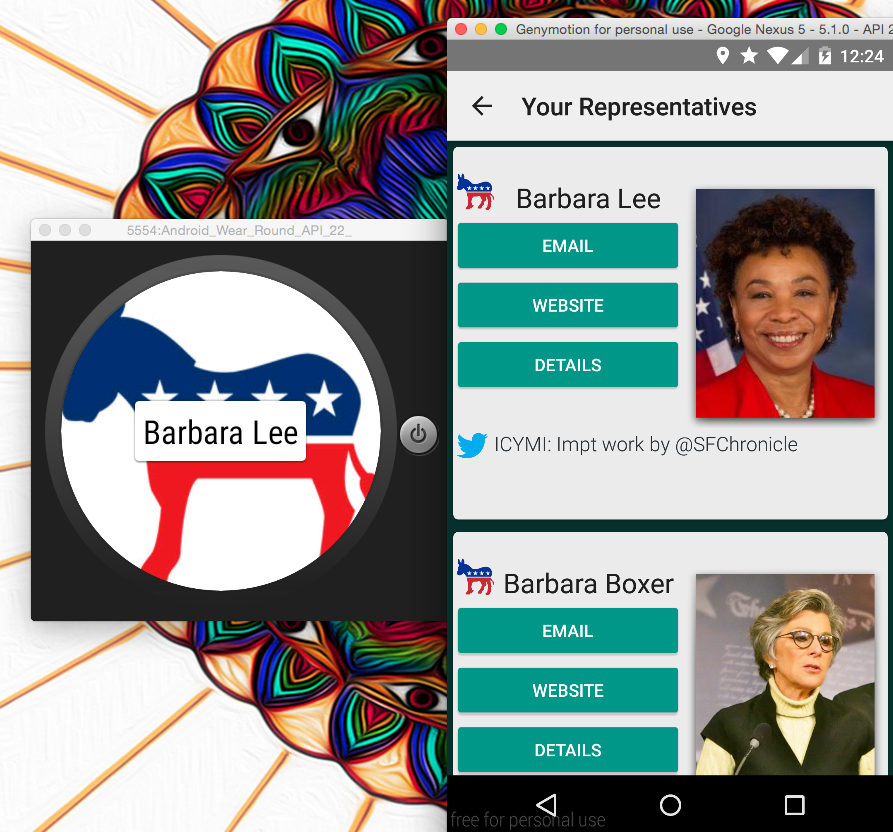 Genymotion for personal use - Google Nexus 5 - 5.1.0 - API 2
12:24
Your Representatives
Barbara Lee
EMAIL
WEBSITE
DETAILS
ICYMI: Impt work by @SFChronicle
Barbara Boxer
EMAIL
WEBSITE
DETAILS
free for personal use
5554:Android_Wear_Round_API_22_
Barbara Lee